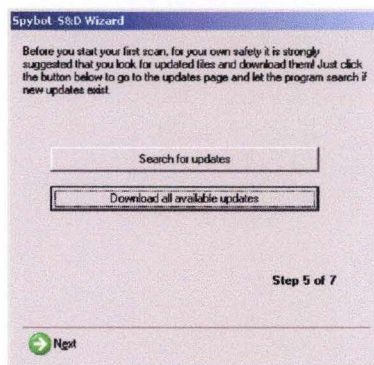 Spybot-S&D Wizard
Before you start your first scan, for your own safety it is strongly
suggested that you look for updated files and download them! Just click
the button below to go to the updates page and let the program search if
new updates exist.
Search for updates
Download all available updates
Step 5 of 7
Next